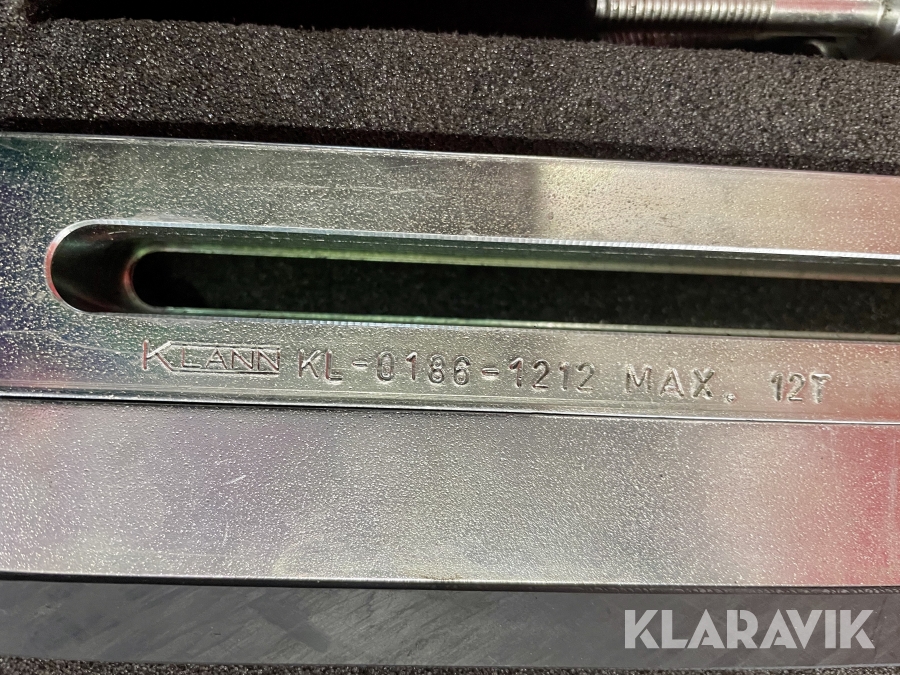 KLANN KL-0186-1212 MAX. 12T
KLARAVIK